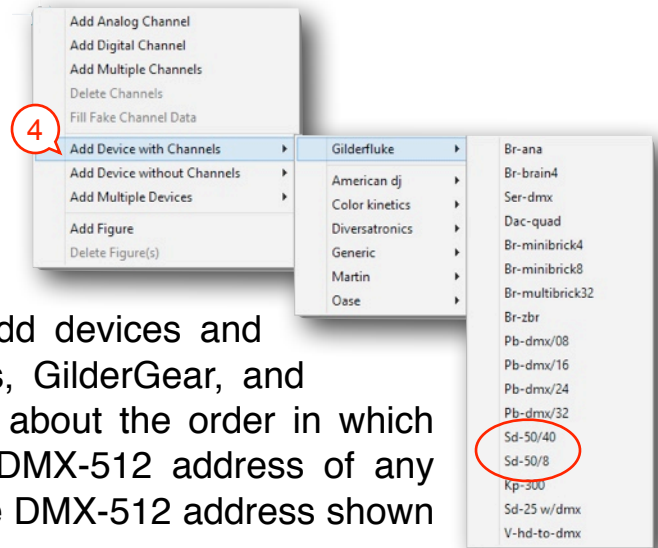 Add Analog Channel
Add Digital Channel
Add Multiple Channels
Delete Channels
Fill Fake Channel Data
4
Add Device with Channels
Add Device without Channels
Add Multiple Devices
Add Figure
Delete Figure(s)
Gilderfluke
American dj
Color kinetics
Diversatronics
Generic
Martin
Oase
Br-ana
Br-brain4
Ser-dmx
Dac-quad
Br-minibrick4
Br-minibrick8
Br-multibrick32
Br-zbr
Pb-dmx/08
Pb-dmx/16
Pb-dmx/24
Pb-dmx/32
Sd-50/40
Sd-50/8
Kp-300
Sd-25 w/dmx
V-hd-to-dmx
dd devices and
s, GilderGear, and
about the order in which
DMX-512 address of any
e DMX-512 address shown